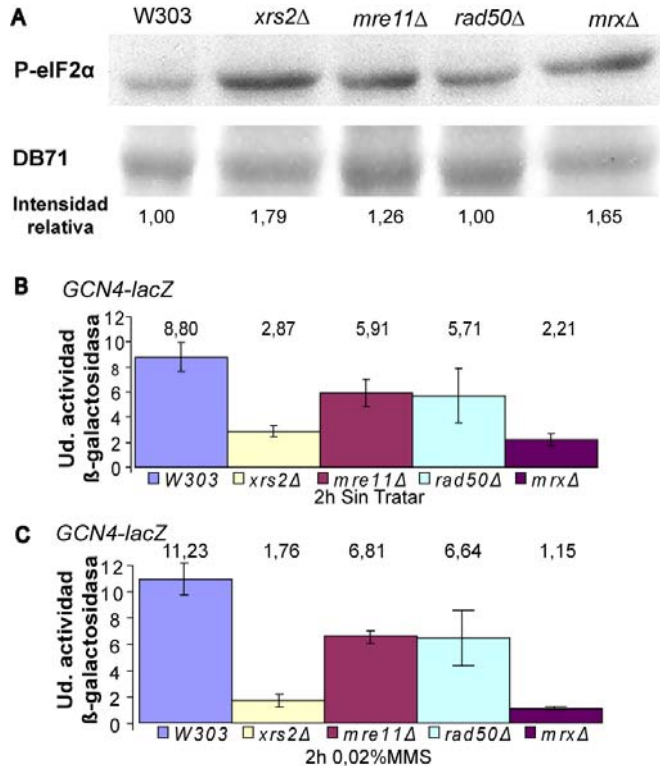 A
W303 xrs2Δ mre11Δ rad50Δ mrxΔ
P-eIF2α
DB71
Intensidad
relativa
1,00 1,79 1,26 1,00 1,65
B
GCN4-lacZ
8,80 2,87 5,91 5,71 2,21
Ud. actividad
ß-galactosidasa
12
10
8
6
4
2
0
W303 xrs2Δ mre11Δ rad50Δ mrxΔ
2h Sin Tratar
C
GCN4-lacZ
11,23 1,76 6,81 6,64 1,15
Ud. actividad
ß-galactosidasa
12
10
8
6
4
2
0
W303 xrs2Δ mre11Δ rad50Δ mrxΔ
2h 0,02%MMS